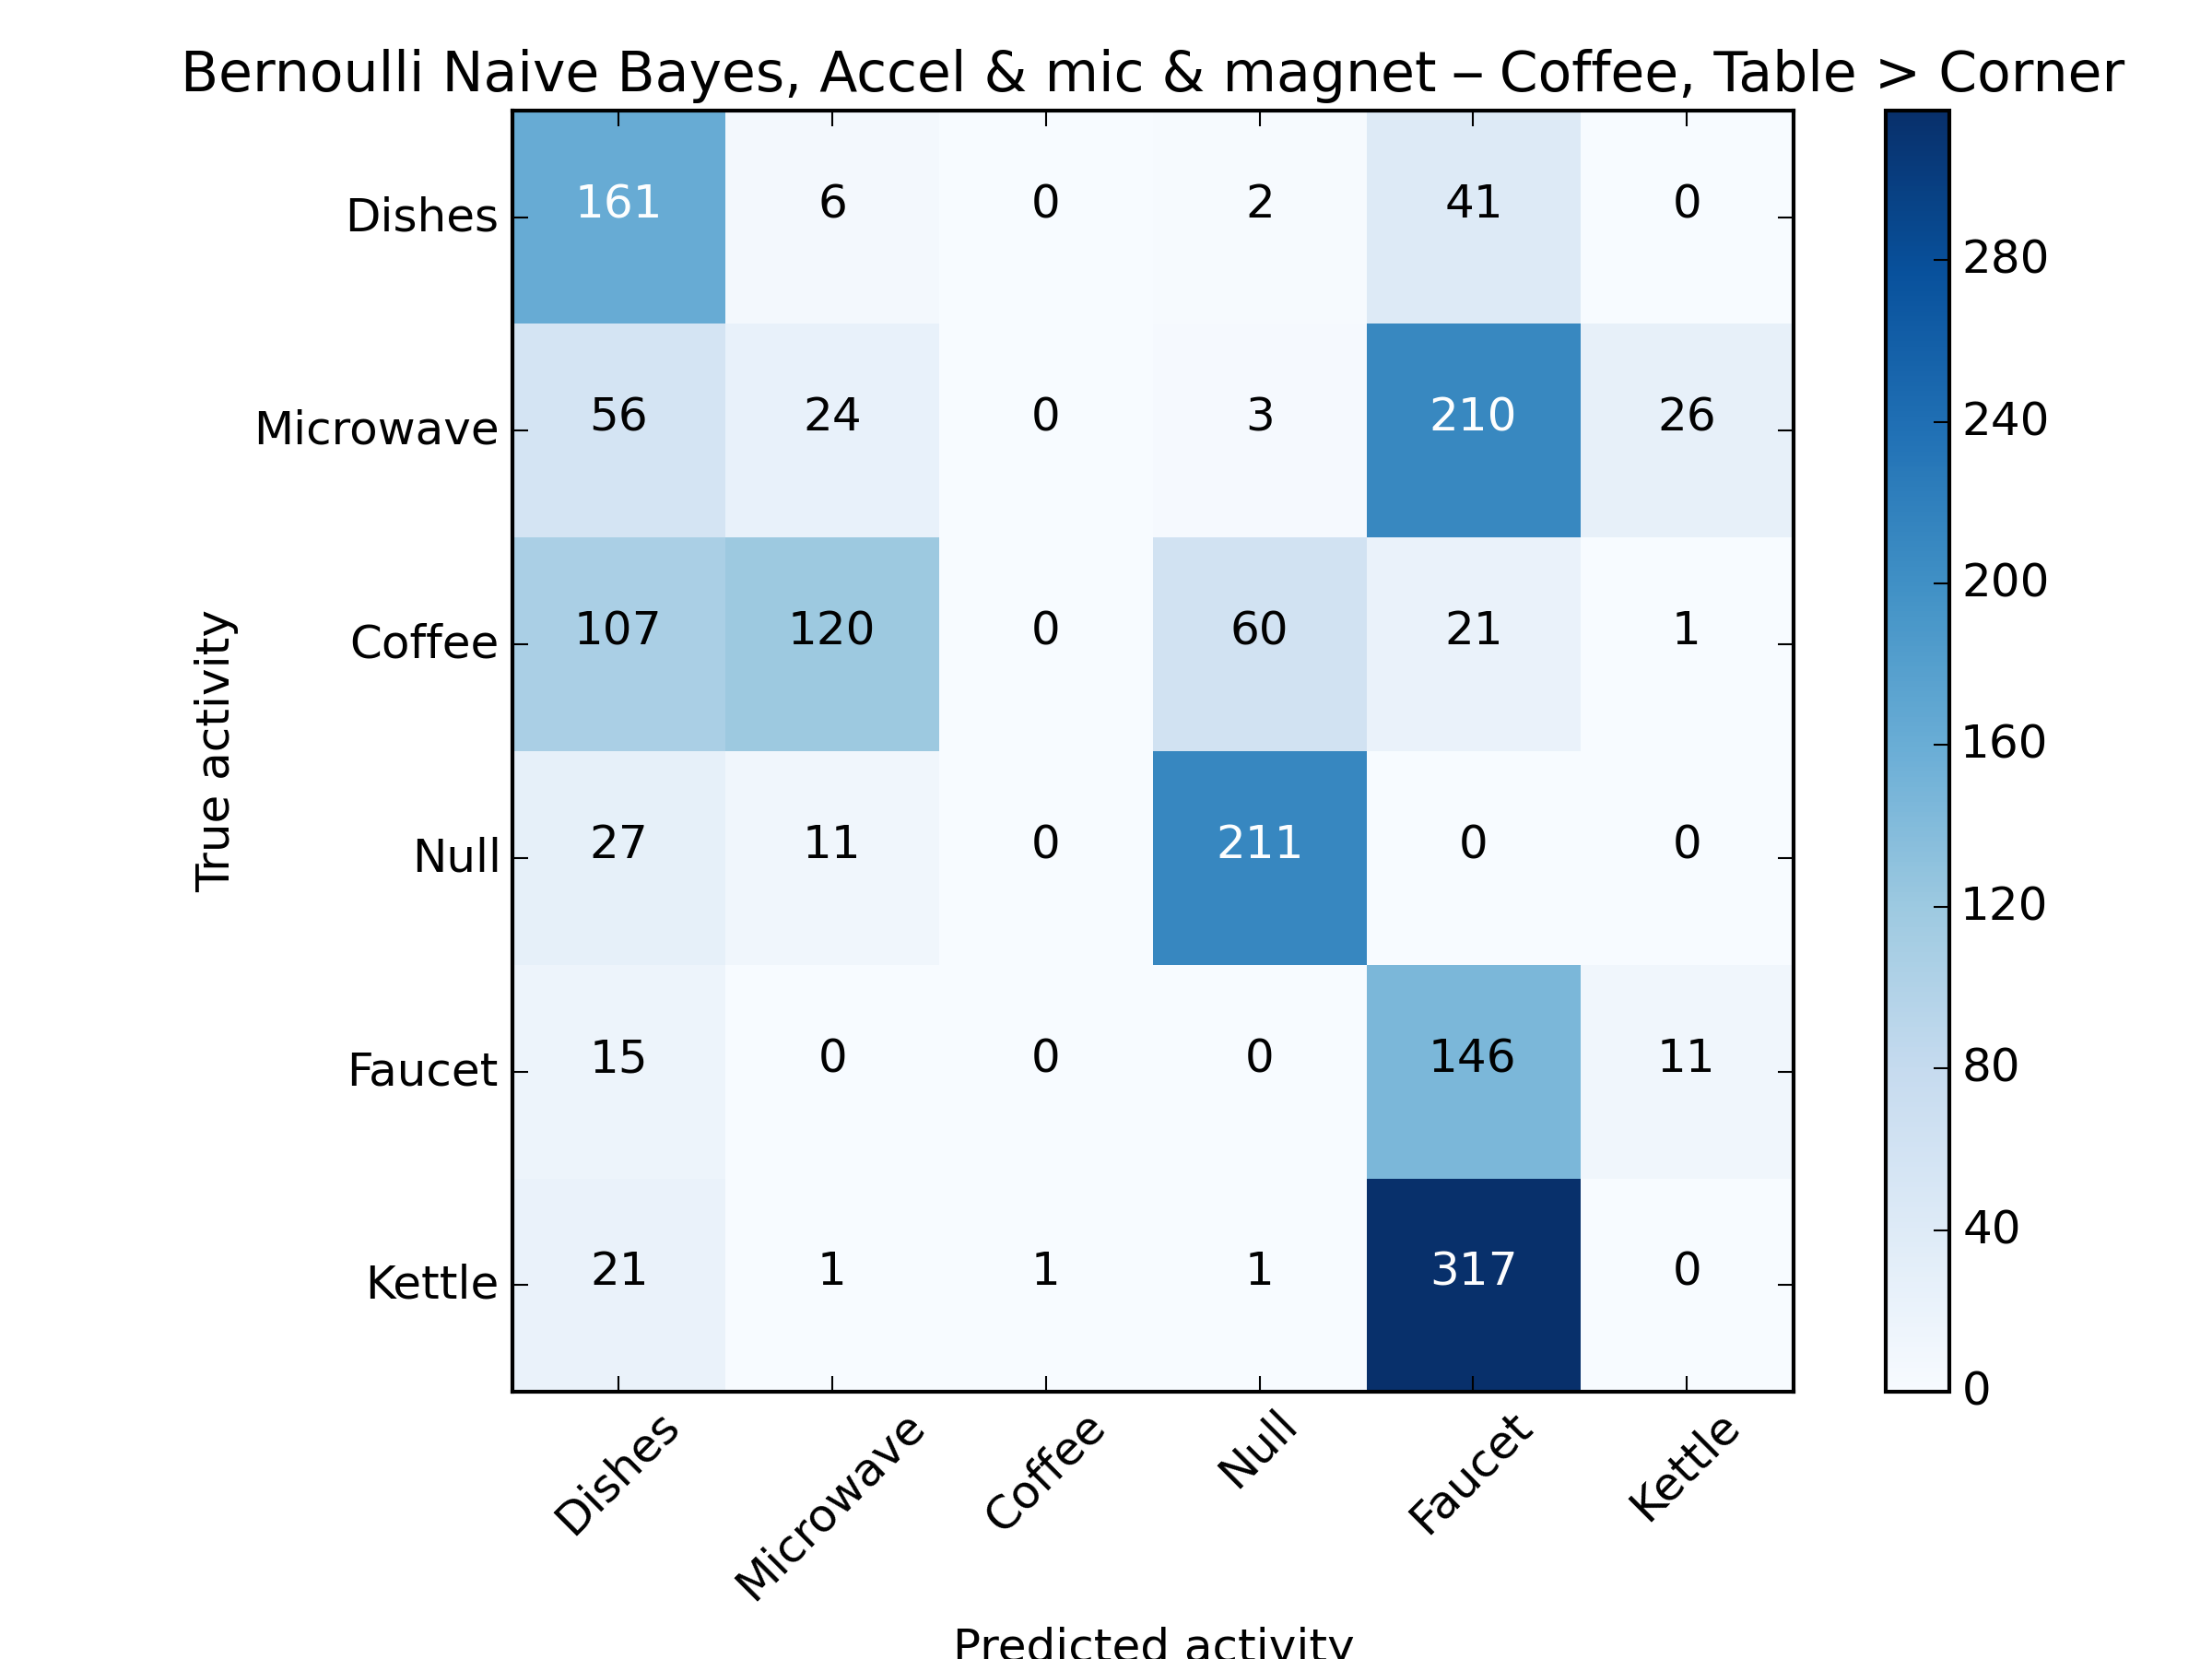 Bernoulli Naive Bayes, Accel & mic & magnet – Coffee, Table > Corner
Dishes 161 6 0 2 41 0
Microwave 56 24 0 3 210 26
Coffee 107 120 0 60 21 1
Null 27 11 0 211 0 0
Faucet 15 0 0 0 146 11
Kettle 21 1 1 1 317 0
True activity
Dishes Microwave Coffee Null Faucet Kettle
Predicted activity
280
240
200
160
120
80
40
0